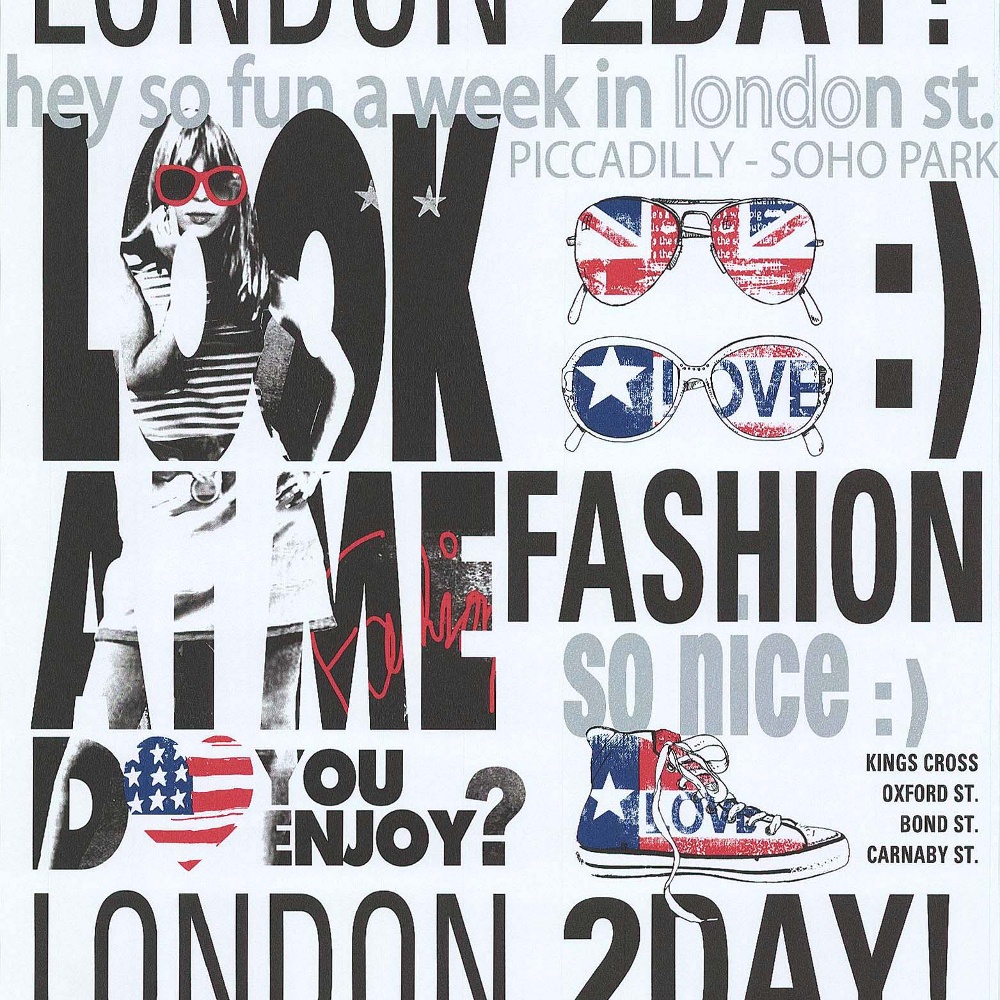 LONDON 2DAY!
hey so fun a week in london st.
PICCADILLY - SOHO PARK
LOOK :)
LOVE
AT ME FASHION
Fashion
so nice :)
DO YOU
ENJOY?
LOVE
KINGS CROSS
OXFORD ST.
BOND ST.
CARNABY ST.
LONDON 2DAY!